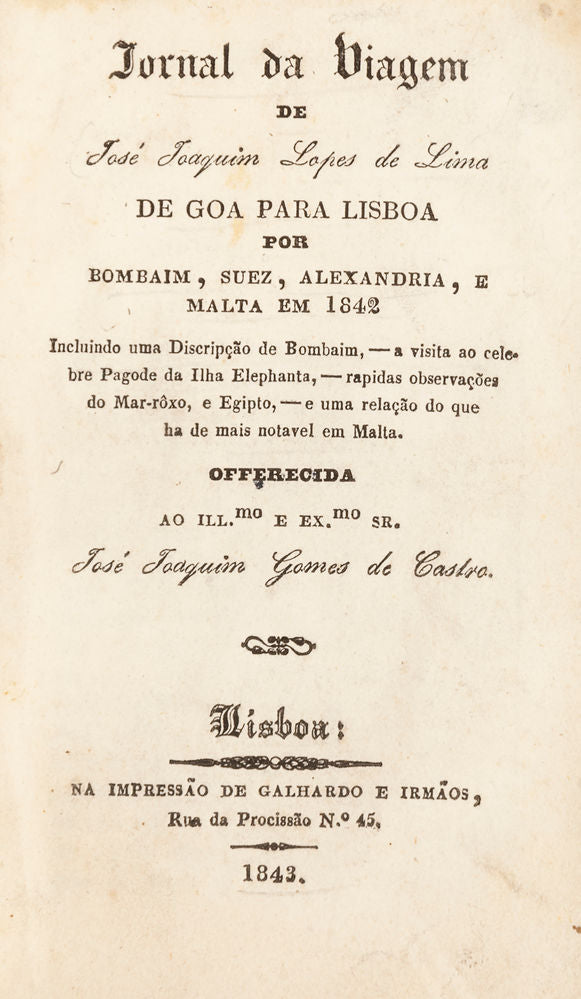 Jornal da Viagem
DE
José Joaquim Lopes de Lima
DE GOA PARA LISBOA
POR
BOMBAIM, SUEZ, ALEXANDRIA, E
MALTA EM 1842
Incluindo uma Discripção de Bombaim, — a visita ao cele-
bre Pagode da Ilha Elephanta, — rapidas observações
do Mar-rôxo, e Egipto, — e uma relação do que
ha de mais notavel em Malta.
OFFERECIDA
AO ILL.mo E EX.mo SR.
José Joaquim Gomes de Castro.
Lisboa:
NA IMPRESSÃO DE GALHARDO E IRMÃOS,
Rua da Procissão N.º 45.
1843.